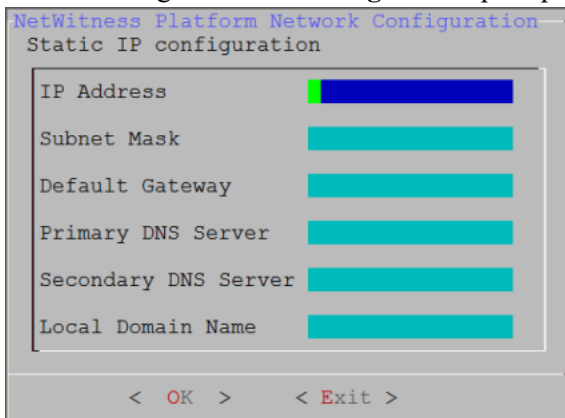 NetWitness Platform Network Configuration
Static IP configuration
IP Address
Subnet Mask
Default Gateway
Primary DNS Server
Secondary DNS Server
Local Domain Name
< OK > < Exit >